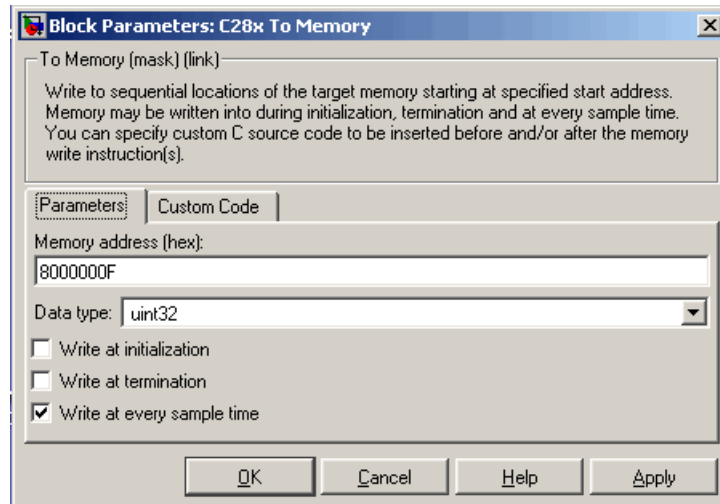 Block Parameters: C28x To Memory
To Memory (mask) (link)
Write to sequential locations of the target memory starting at specified start address.
Memory may be written into during initialization, termination and at every sample time.
You can specify custom C source code to be inserted before and/or after the memory
write instruction(s).
Parameters Custom Code
Memory address (hex):
8000000F
Data type: uint32
Write at initialization
Write at termination
Write at every sample time
OK Cancel Help Apply